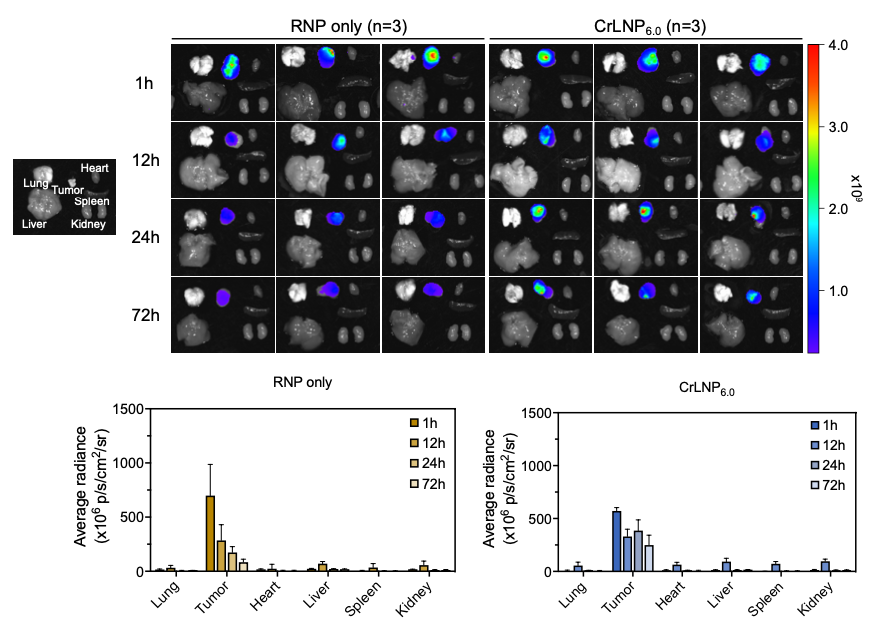 RNP only (n=3)
CrLNP6.0 (n=3)
1h
12h
24h
72h
Heart
Lung
Tumor
Spleen
Liver
Kidney
4.0
3.0
2.0
1.0
x10⁹
RNP only
Average radiance
(x10⁶ p/s/cm²/sr)
1500
1000
500
0
1h
12h
24h
72h
Lung
Tumor
Heart
Liver
Spleen
Kidney
CrLNP6.0
Average radiance
(x10⁶ p/s/cm²/sr)
1500
1000
500
0
1h
12h
24h
72h
Lung
Tumor
Heart
Liver
Spleen
Kidney